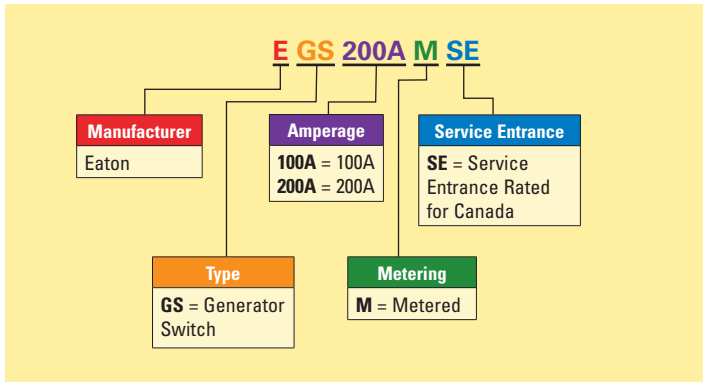 E GS 200A M SE
Manufacturer
Eaton
Amperage
100A = 100A
200A = 200A
Service Entrance
SE = Service
Entrance Rated
for Canada
Type
GS = Generator
Switch
Metering
M = Metered